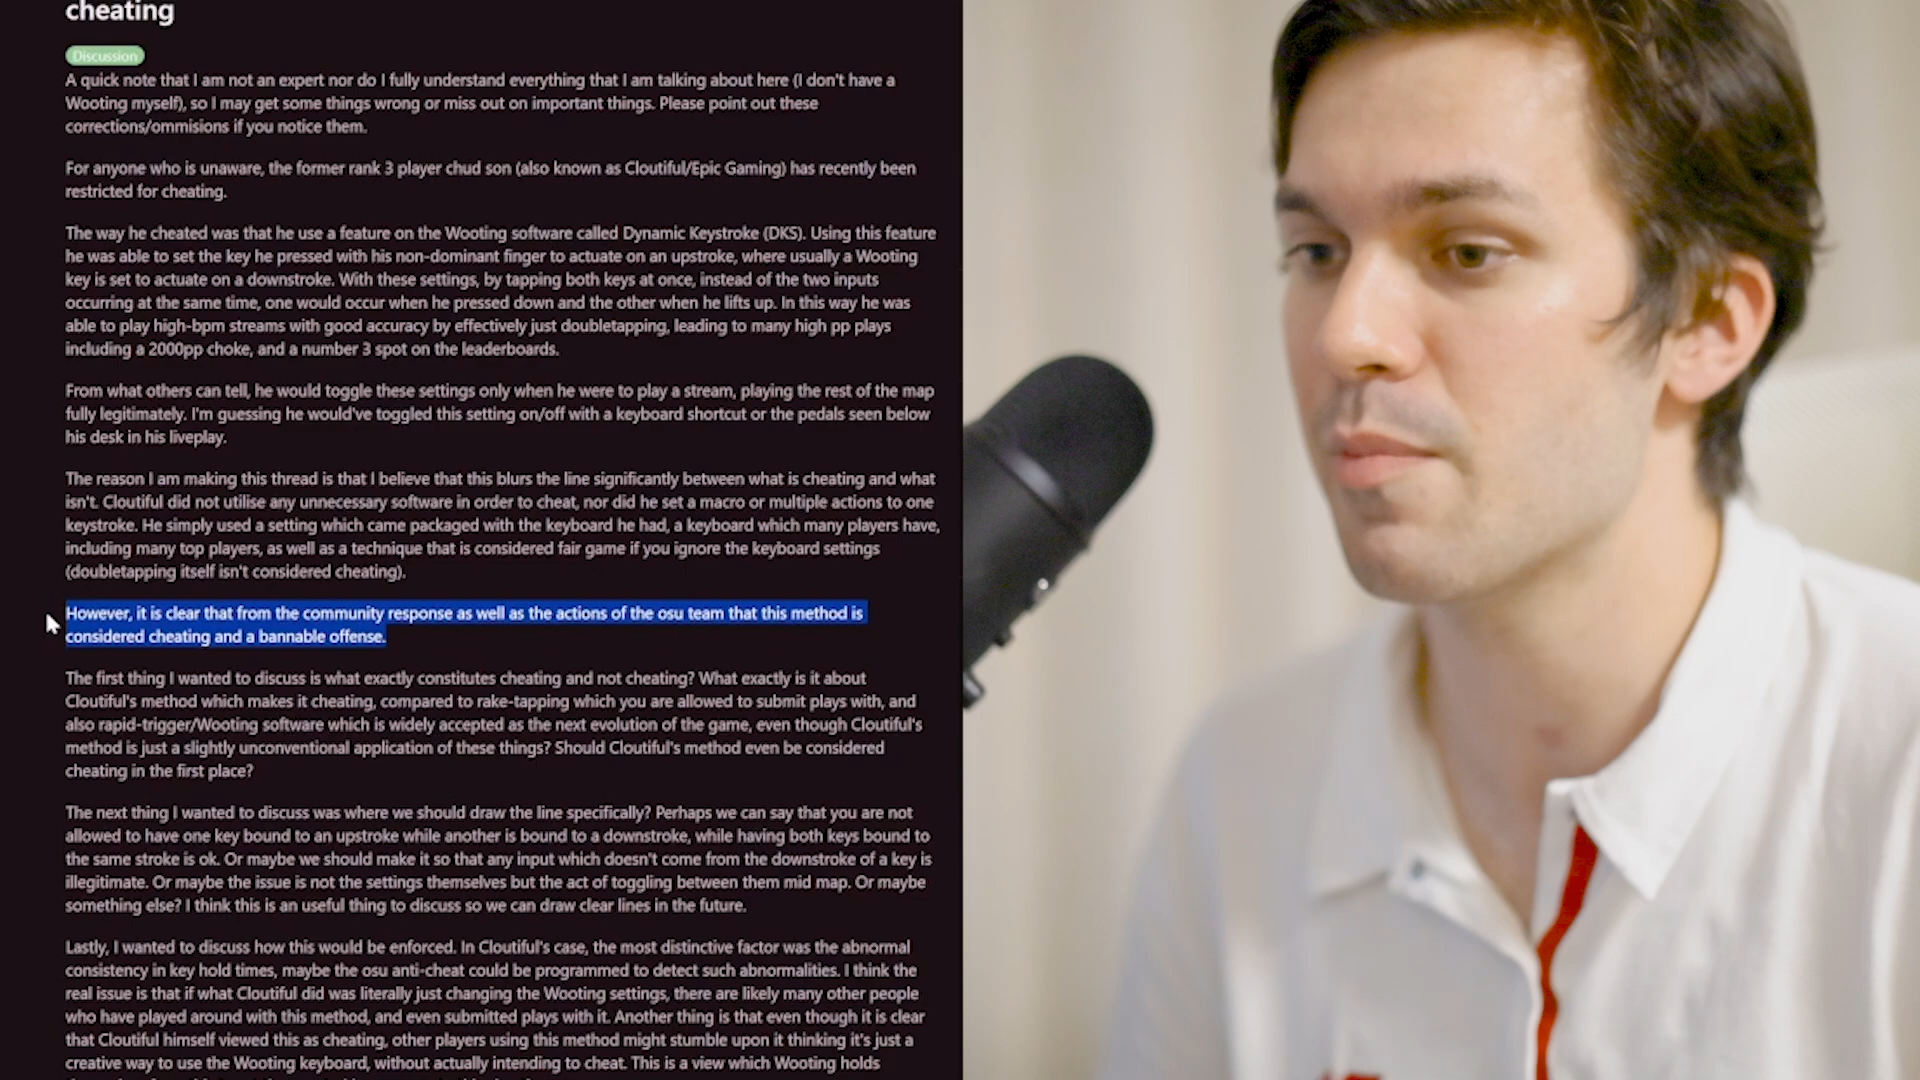 cheating
Discussion
A quick note that I am not an expert nor do I fully understand everything that I am talking about here (I don't have a
Wooting myself), so I may get some things wrong or miss out on important things. Please point out these
corrections/ommisions if you notice them.
For anyone who is unaware, the former rank 3 player chud son (also known as Cloutiful/Epic Gaming) has recently been
restricted for cheating.
The way he cheated was that he use a feature on the Wooting software called Dynamic Keystroke (DKS). Using this feature
he was able to set the key he pressed with his non-dominant finger to actuate on an upstroke, where usually a Wooting
key is set to actuate on a downstroke. With these settings, by tapping both keys at once, instead of the two inputs
occurring at the same time, one would occur when he pressed down and the other when he lifts up. In this way he was
able to play high-bpm streams with good accuracy by effectively just doubletapping, leading to many high pp plays
including a 2000pp choke, and a number 3 spot on the leaderboards.
From what others can tell, he would toggle these settings only when he were to play a stream, playing the rest of the map
fully legitimately. I'm guessing he would've toggled this setting on/off with a keyboard shortcut or the pedals seen below
his desk in his liveplay.
The reason I am making this thread is that I believe that this blurs the line significantly between what is cheating and what
isn't. Cloutiful did not utilise any unnecessary software in order to cheat, nor did he set a macro or multiple actions to one
keystroke. He simply used a setting which came packaged with the keyboard he had, a keyboard which many players have,
including many top players, as well as a technique that is considered fair game if you ignore the keyboard settings
(doubletapping itself isn't considered cheating).
However, it is clear that from the community response as well as the actions of the osu team that this method is
considered cheating and a bannable offense.
The first thing I wanted to discuss is what exactly constitutes cheating and not cheating? What exactly is it about
Cloutiful's method which makes it cheating, compared to rake-tapping which you are allowed to submit plays with, and
also rapid-trigger/Wooting software which is widely accepted as the next evolution of the game, even though Cloutiful's
method is just a slightly unconventional application of these things? Should Cloutiful's method even be considered
cheating in the first place?
The next thing I wanted to discuss was where we should draw the line specifically? Perhaps we can say that you are not
allowed to have one key bound to an upstroke while another is bound to a downstroke, while having both keys bound to
the same stroke is ok. Or maybe we should make it so that any input which doesn't come from the downstroke of a key is
illegitimate. Or maybe the issue is not the settings themselves but the act of toggling between them mid map. Or maybe
something else? I think this is an useful thing to discuss so we can draw clear lines in the future.
Lastly, I wanted to discuss how this would be enforced. In Cloutiful's case, the most distinctive factor was the abnormal
consistency in key hold times, maybe the osu anti-cheat could be programmed to detect such abnormalities. I think the
real issue is that if what Cloutiful did was literally just changing the Wooting settings, there are likely many other people
who have played around with this method, and even submitted plays with it. Another thing is that even though it is clear
that Cloutiful himself viewed this as cheating, other players using this method might stumble upon it thinking it's just a
creative way to use the Wooting keyboard, without actually intending to cheat. This is a view which Wooting holds